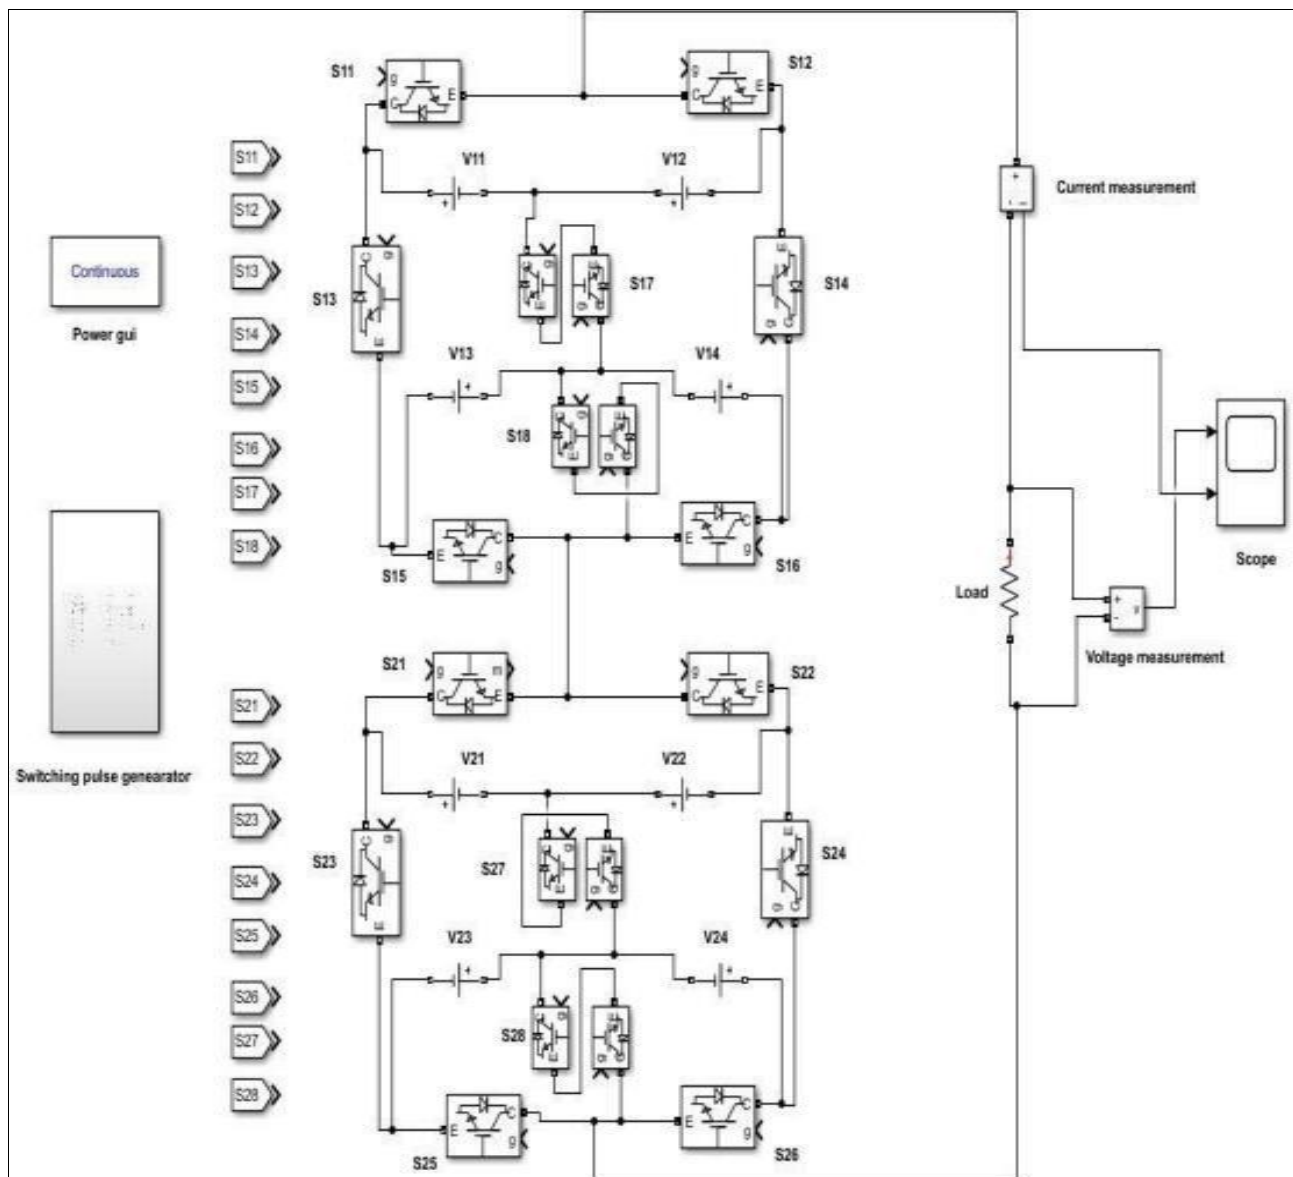 S11
S12
g
C
E
g
C
E
S11
V11
V12
+
+
Current measurement
S12
Continuous
Power gui
S13
S13
C
g
E
C
g
E
E
g
S17
E
g
S14
S14
V13
V14
S15
+
+
S16
S18
C
g
E
g
S17
S18
S15
E
C
g
E
C
g
S16
Load
+
+
-
v
Voltage measurement
Scope
S21
g
m
C
E
g
C
E
S22
S21
S22
V21
V22
+
+
Switching pulse genearator
S23
S23
C
g
E
S27
C
g
E
g
E
g
S24
S24
S25
V23
V24
+
+
S26
S28
C
g
E
g
S27
S28
E
C
g
S25
E
C
g
S26